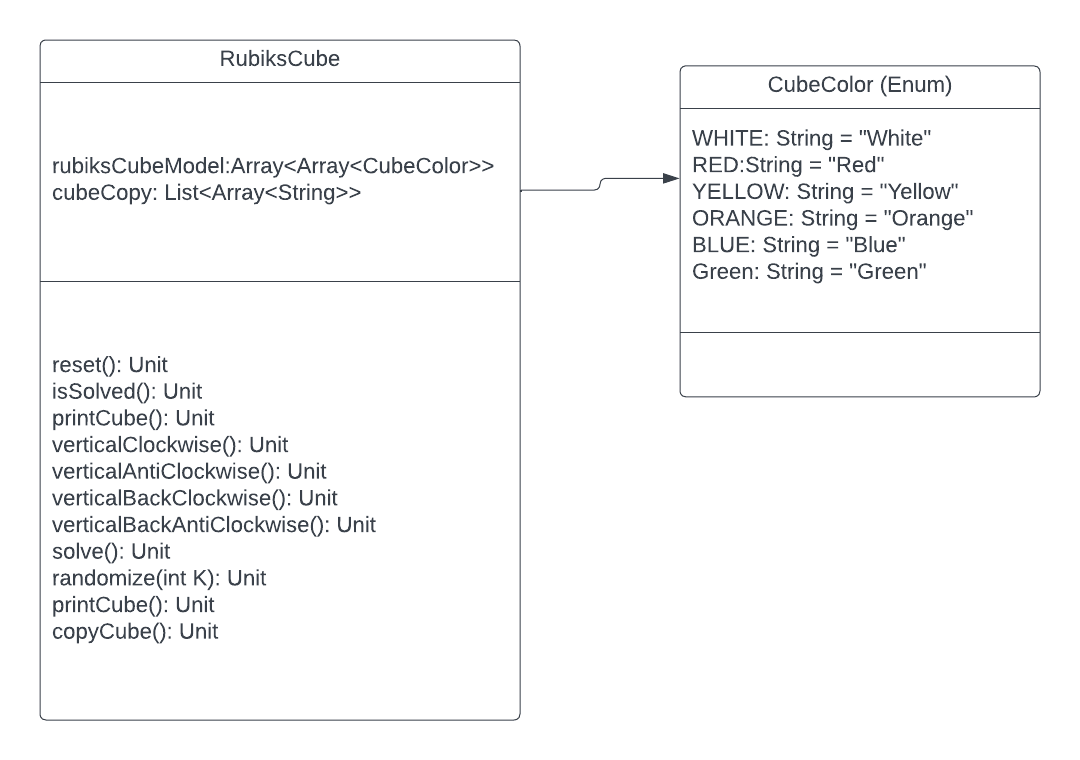 RubiksCube
rubiksCubeModel:Array<Array<CubeColor>>
cubeCopy: List<Array<String>>
reset(): Unit
isSolved(): Unit
printCube(): Unit
verticalClockwise(): Unit
verticalAntiClockwise(): Unit
verticalBackClockwise(): Unit
verticalBackAntiClockwise(): Unit
solve(): Unit
randomize(int K): Unit
printCube(): Unit
copyCube(): Unit
CubeColor (Enum)
WHITE: String = "White"
RED:String = "Red"
YELLOW: String = "Yellow"
ORANGE: String = "Orange"
BLUE: String = "Blue"
Green: String = "Green"